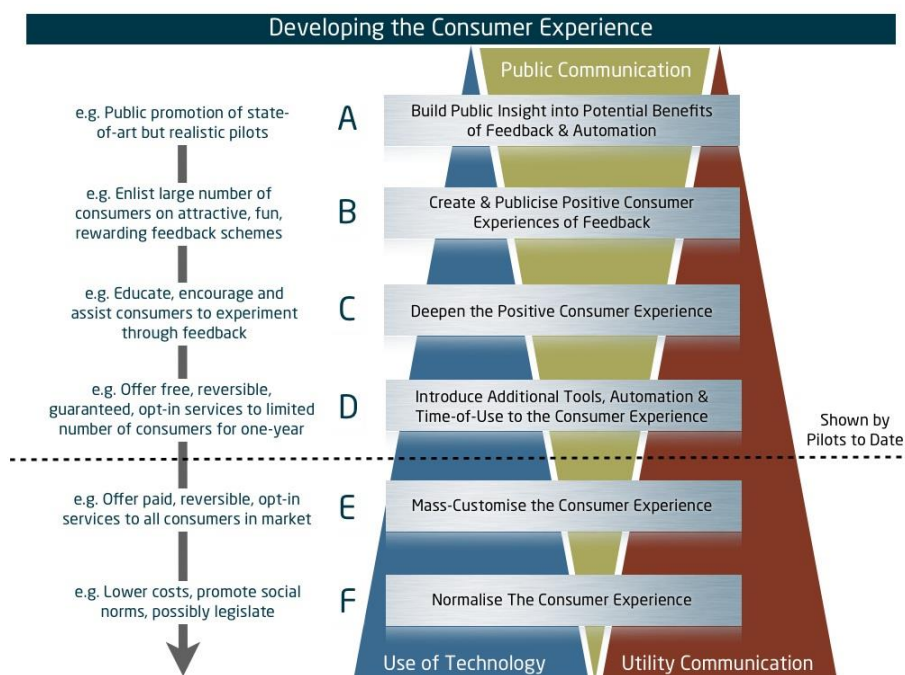 Developing the Consumer Experience
Public Communication
e.g. Public promotion of state-
of-art but realistic pilots
A
Build Public Insight into Potential Benefits
of Feedback & Automation
e.g. Enlist large number of
consumers on attractive, fun,
rewarding feedback schemes
B
Create & Publicise Positive Consumer
Experiences of Feedback
e.g. Educate, encourage and
assist consumers to experiment
through feedback
C
Deepen the Positive Consumer Experience
e.g. Offer free, reversible,
guaranteed, opt-in services to limited
number of consumers for one-year
D
Introduce Additional Tools, Automation &
Time-of-Use to the Consumer Experience
Shown by
Pilots to Date
e.g. Offer paid, reversible, opt-in
services to all consumers in market
E
Mass-Customise the Consumer Experience
e.g. Lower costs, promote social
norms, possibly legislate
F
Normalise The Consumer Experience
Use of Technology
Utility Communication